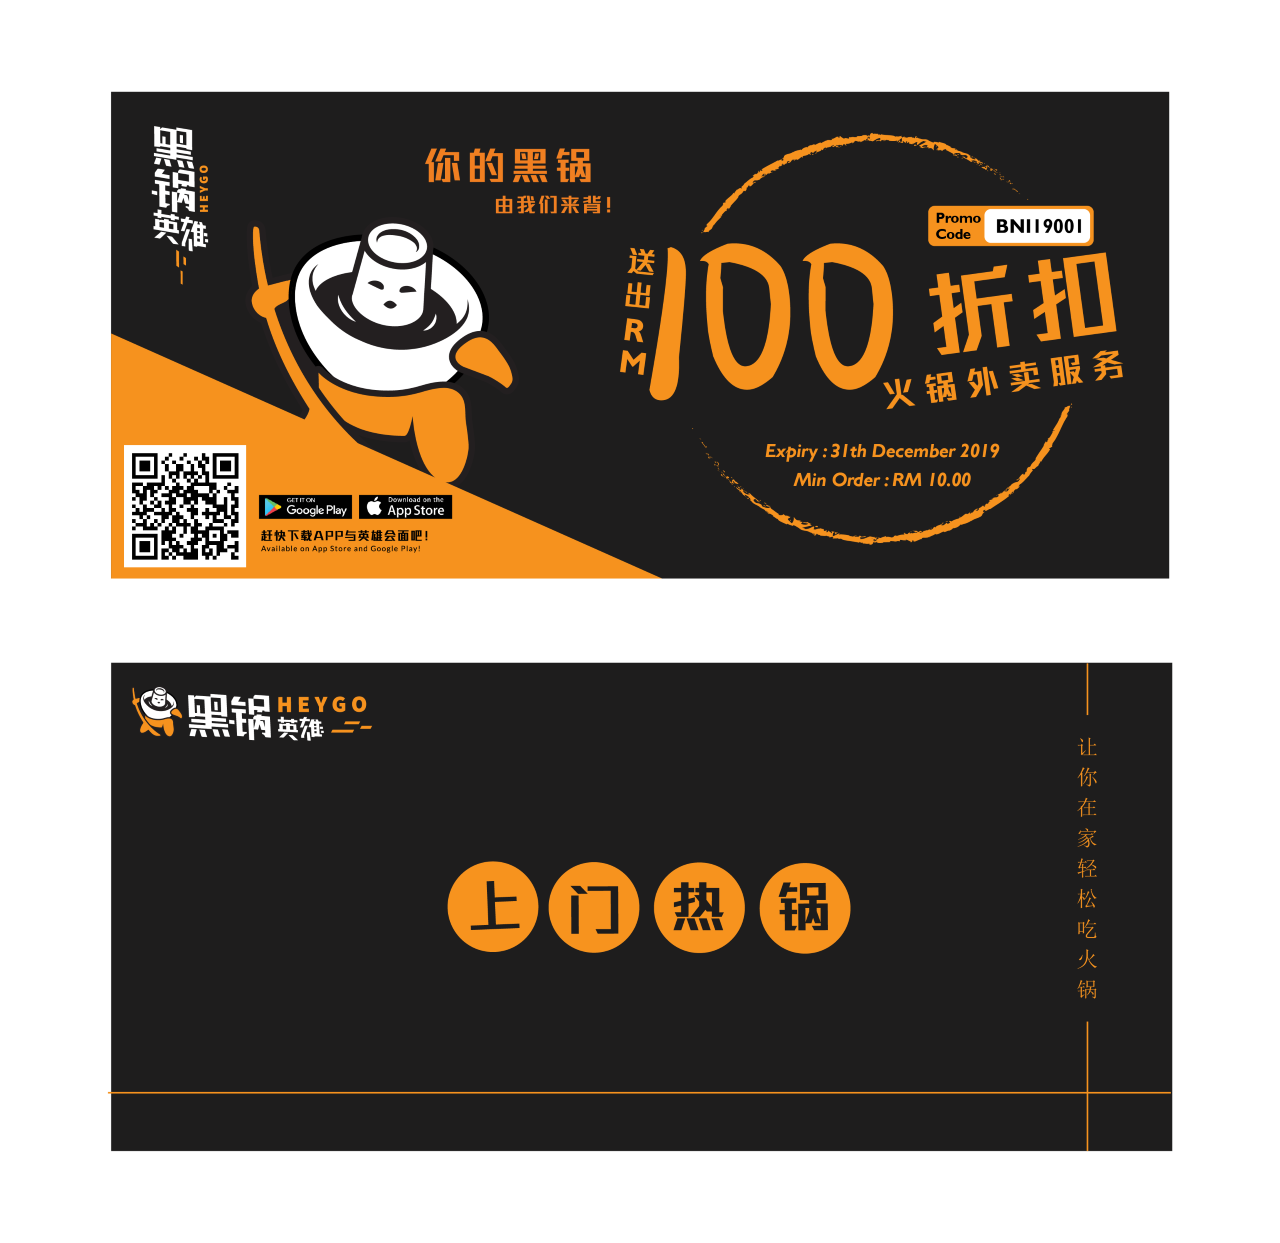 黑锅
英雄
HEYGO
你的黑锅
由我们来背!
Promo
Code
BNI19001
送出RM
100
折扣
火锅外卖服务
Expiry : 31th December 2019
Min Order : RM 10.00
GET IT ON
Google Play
Download on the
App Store
赶快下载APP与英雄会面吧!
Available on App Store and Google Play!
黑锅
HEYGO
英雄
上门热锅
让你在家轻松吃火锅